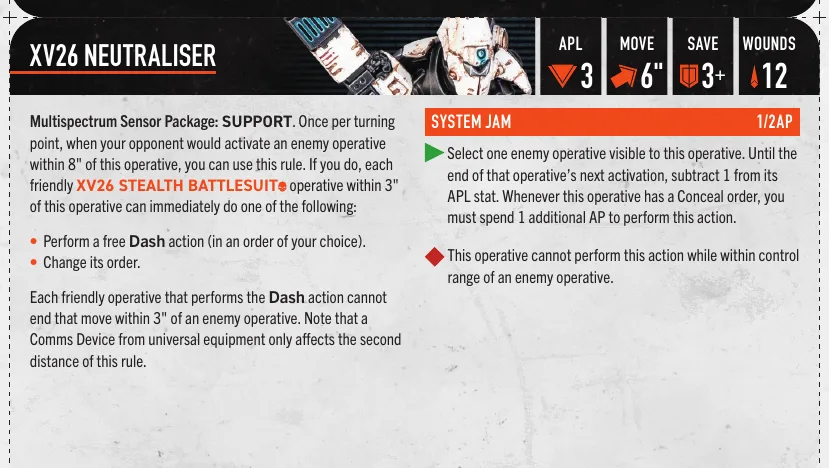 XV26 NEUTRALISER
APL
3
MOVE
6"
SAVE
3+
WOUNDS
12
Multispectrum Sensor Package: SUPPORT. Once per turning
point, when your opponent would activate an enemy operative
within 8" of this operative, you can use this rule. If you do, each
friendly XV26 STEALTH BATTLESUIT operative within 3"
of this operative can immediately do one of the following:
• Perform a free Dash action (in an order of your choice).
• Change its order.
Each friendly operative that performs the Dash action cannot
end that move within 3" of an enemy operative. Note that a
Comms Device from universal equipment only affects the second
distance of this rule.
SYSTEM JAM 1/2AP
Select one enemy operative visible to this operative. Until the
end of that operative's next activation, subtract 1 from its
APL stat. Whenever this operative has a Conceal order, you
must spend 1 additional AP to perform this action.
This operative cannot perform this action while within control
range of an enemy operative.